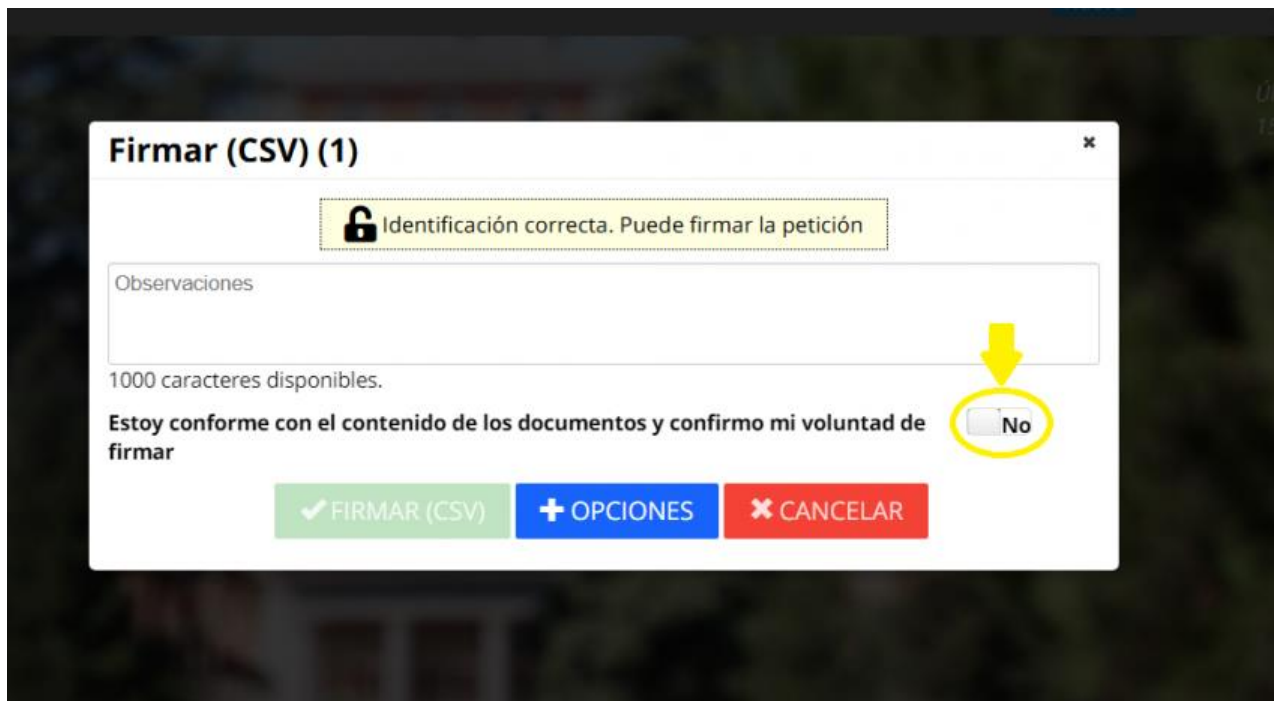 Firmar (CSV) (1)
Identificación correcta. Puede firmar la petición
Observaciones
1000 caracteres disponibles.
Estoy conforme con el contenido de los documentos y confirmo mi voluntad de
firmar
No
FIRMAR (CSV)
OPCIONES
CANCELAR